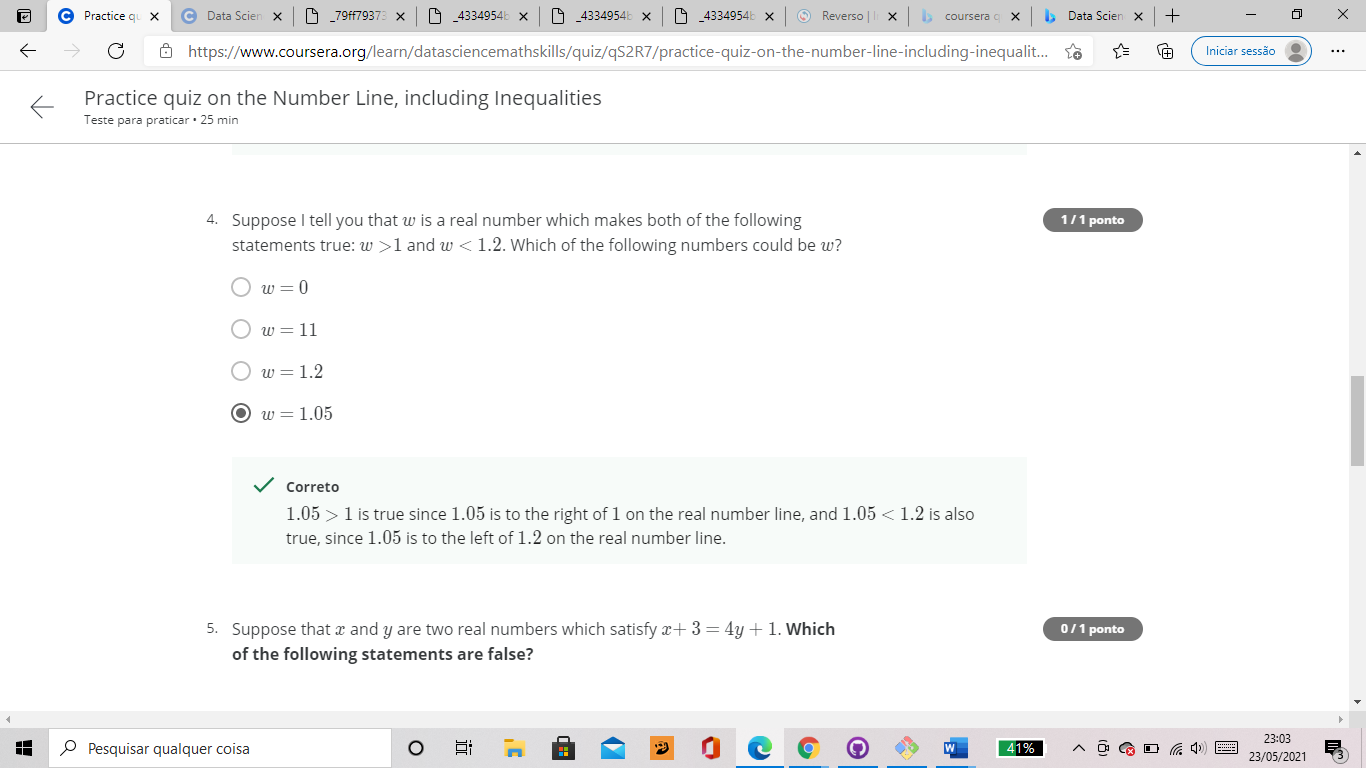 Practice qu
Data Scien
_79ff79373
_4334954b
_4334954b
_4334954b
Reverso | I
coursera q
Data Scien
https://www.coursera.org/learn/datasciencemathskills/quiz/qS2R7/practice-quiz-on-the-number-line-including-inequalit...
Iniciar sessão
Practice quiz on the Number Line, including Inequalities
Teste para praticar • 25 min
4. Suppose I tell you that w is a real number which makes both of the following
statements true: w >1 and w < 1.2. Which of the following numbers could be w?
1 / 1 ponto
w = 0
w = 11
w = 1.2
w = 1.05
Correto
1.05 > 1 is true since 1.05 is to the right of 1 on the real number line, and 1.05 < 1.2 is also
true, since 1.05 is to the left of 1.2 on the real number line.
5. Suppose that x and y are two real numbers which satisfy x+ 3 = 4y + 1. Which
of the following statements are false?
0 / 1 ponto
Pesquisar qualquer coisa
41%
23:03
23/05/2021
3